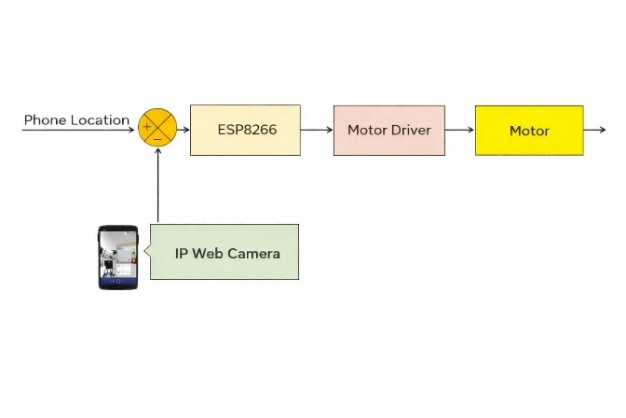 Phone Location
+
−
ESP8266
Motor Driver
Motor
IP Web Camera